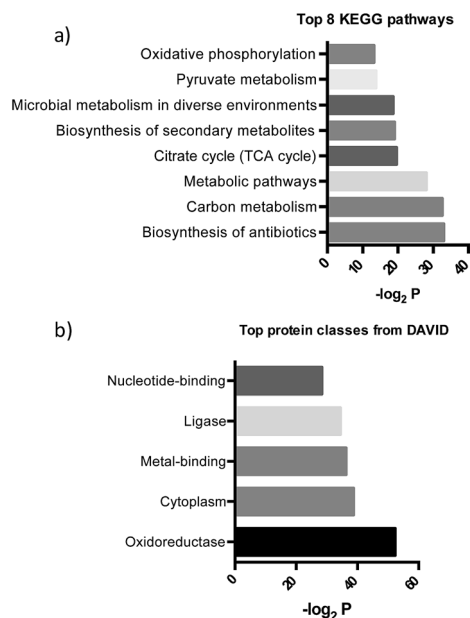 Top 8 KEGG pathways
a)
Oxidative phosphorylation
Pyruvate metabolism
Microbial metabolism in diverse environments
Biosynthesis of secondary metabolites
Citrate cycle (TCA cycle)
Metabolic pathways
Carbon metabolism
Biosynthesis of antibiotics
0 10 20 30 40
-log2 P
b)
Top protein classes from DAVID
Nucleotide-binding
Ligase
Metal-binding
Cytoplasm
Oxidoreductase
0 20 40 60
-log2 P